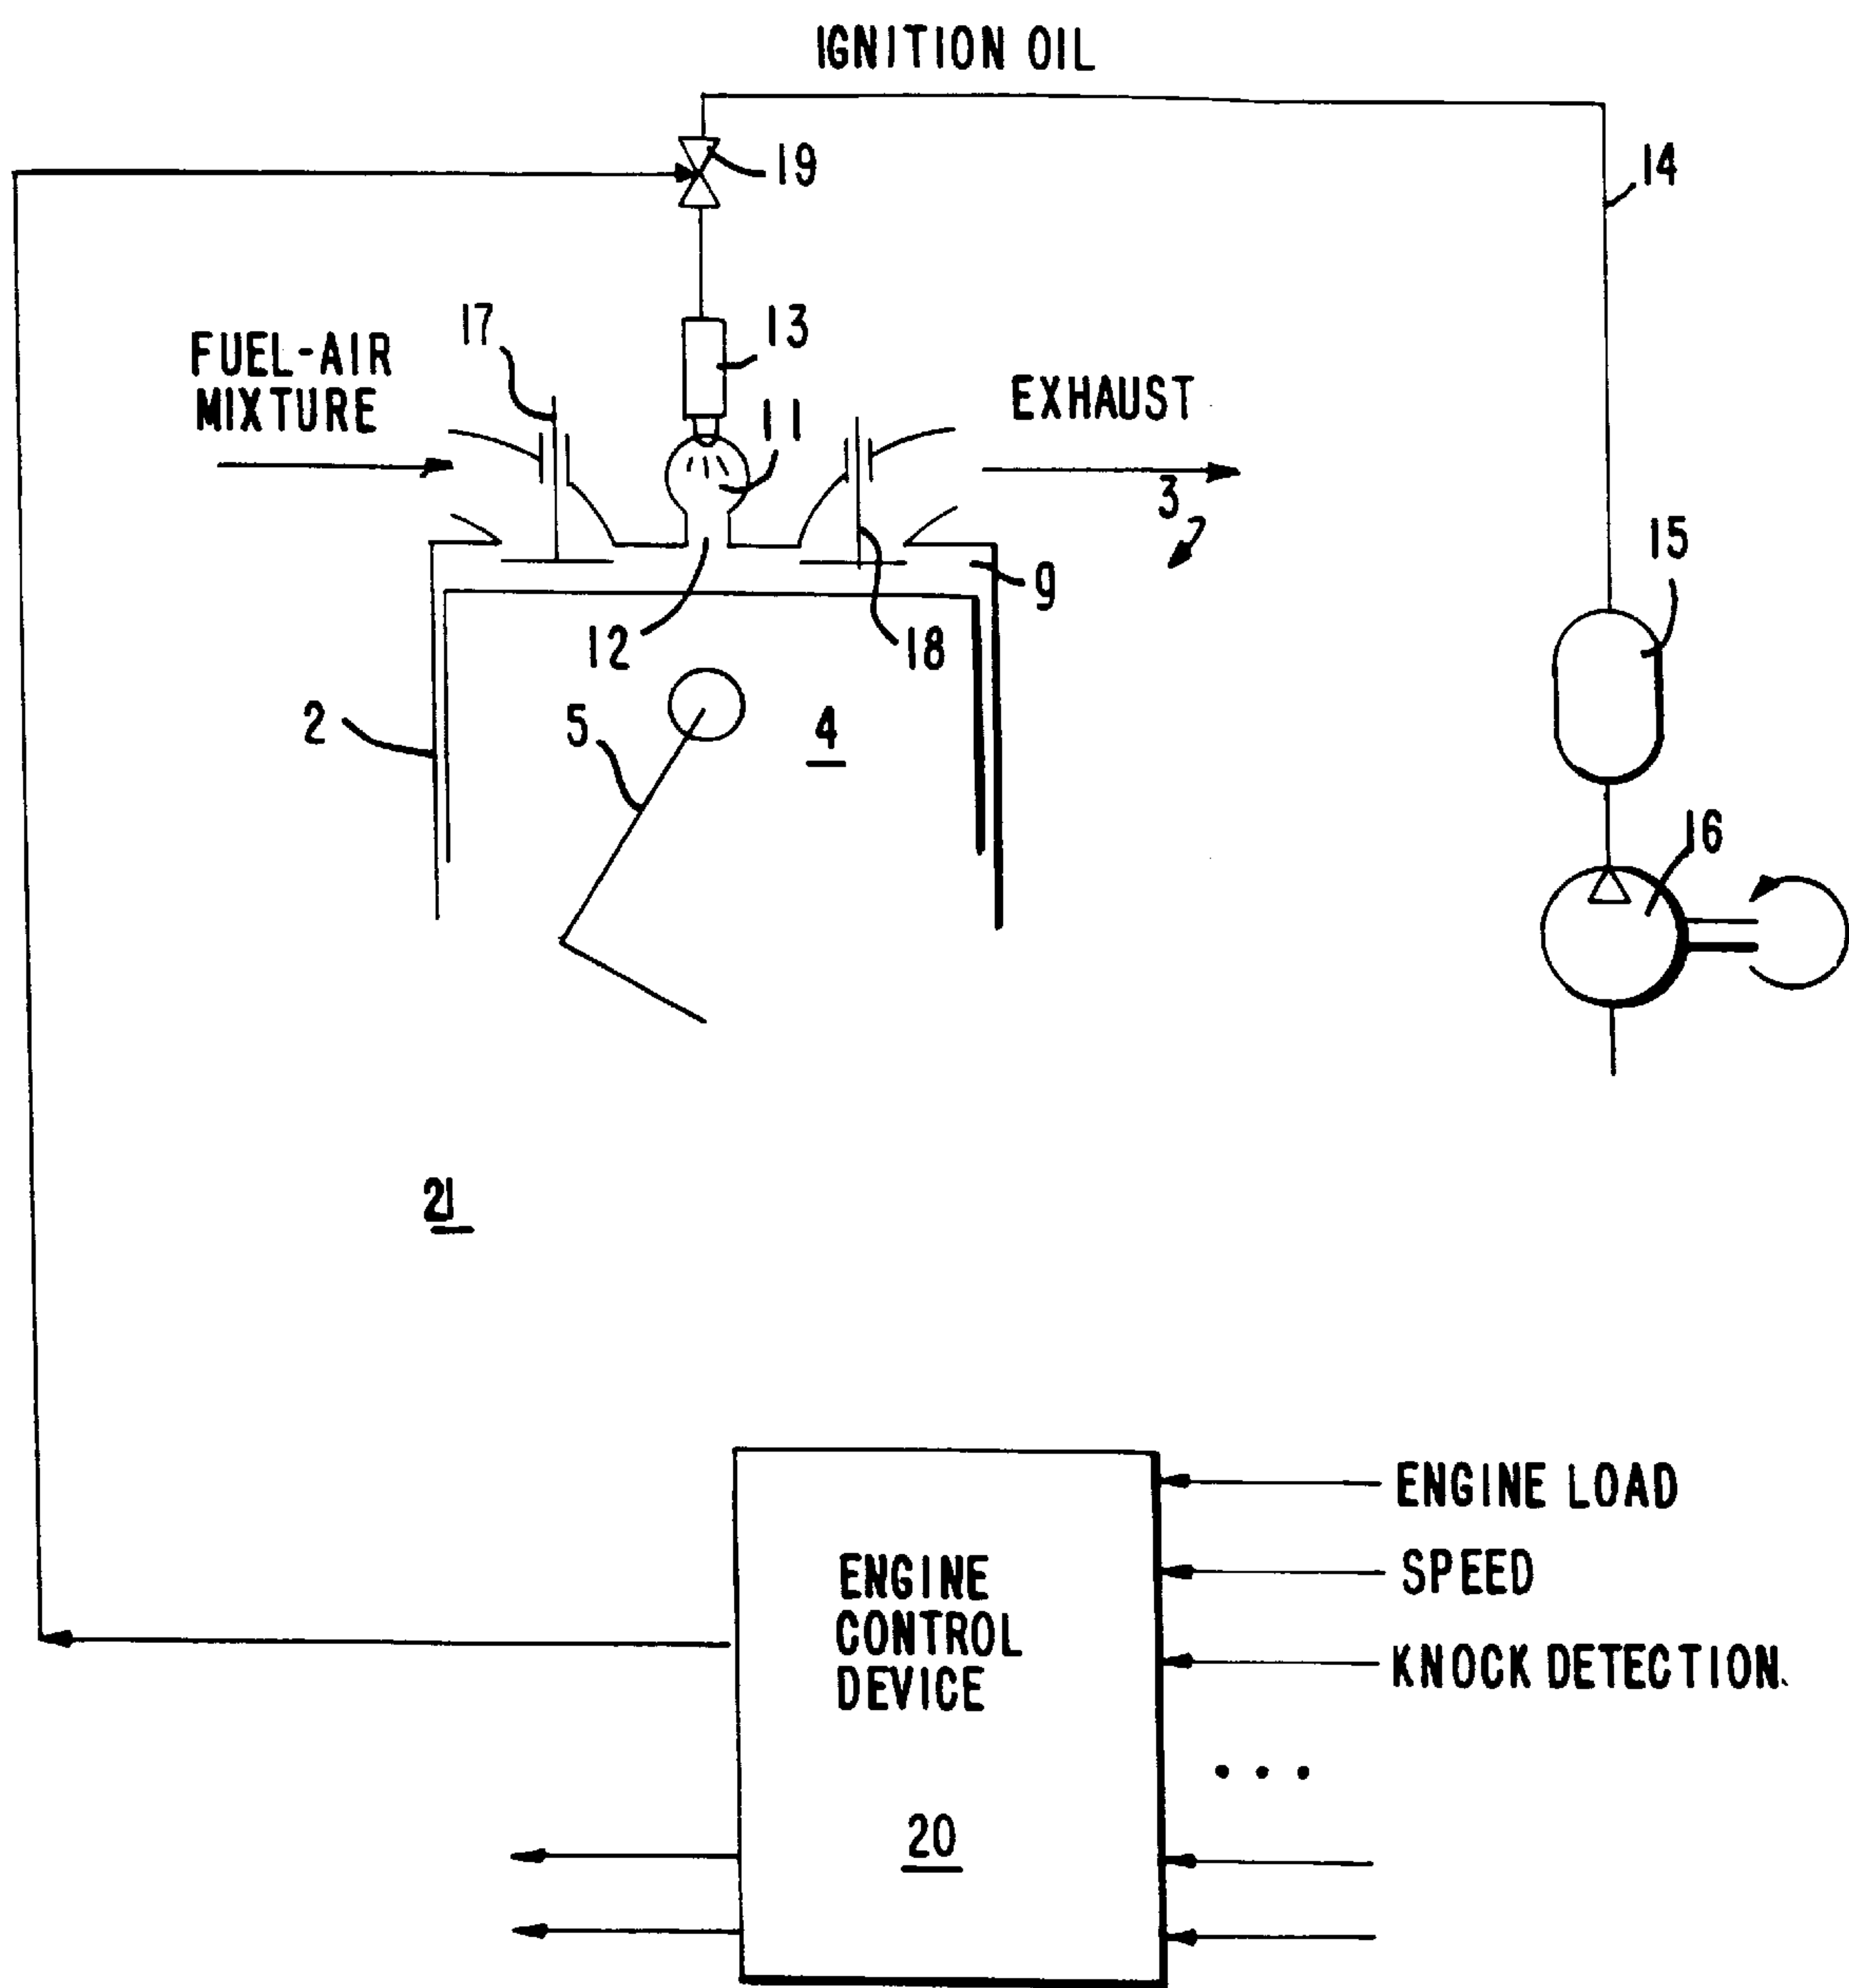 IGNITION OIL
19
14
17
13
FUEL-AIR
MIXTURE
11
EXHAUST
3
15
9
12
18
2
5
4
16
21
ENGINE LOAD
SPEED
KNOCK DETECTION
ENGINE
CONTROL
DEVICE
...
20